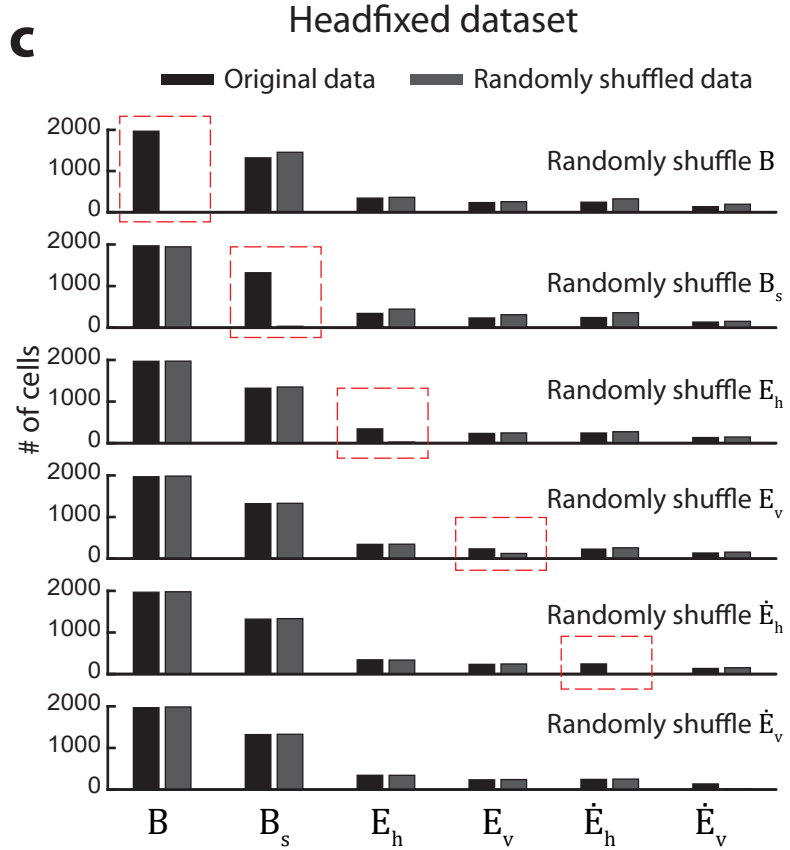 Headfixed dataset
c
Original data
Randomly shuffled data
# of cells
2000
1000
0
Randomly shuffle B
2000
1000
0
Randomly shuffle Bₛ
2000
1000
0
Randomly shuffle Eₕ
2000
1000
0
Randomly shuffle Eᵥ
2000
1000
0
Randomly shuffle Ėₕ
2000
1000
0
Randomly shuffle Ėᵥ
B Bₛ Eₕ Eᵥ Ėₕ Ėᵥ